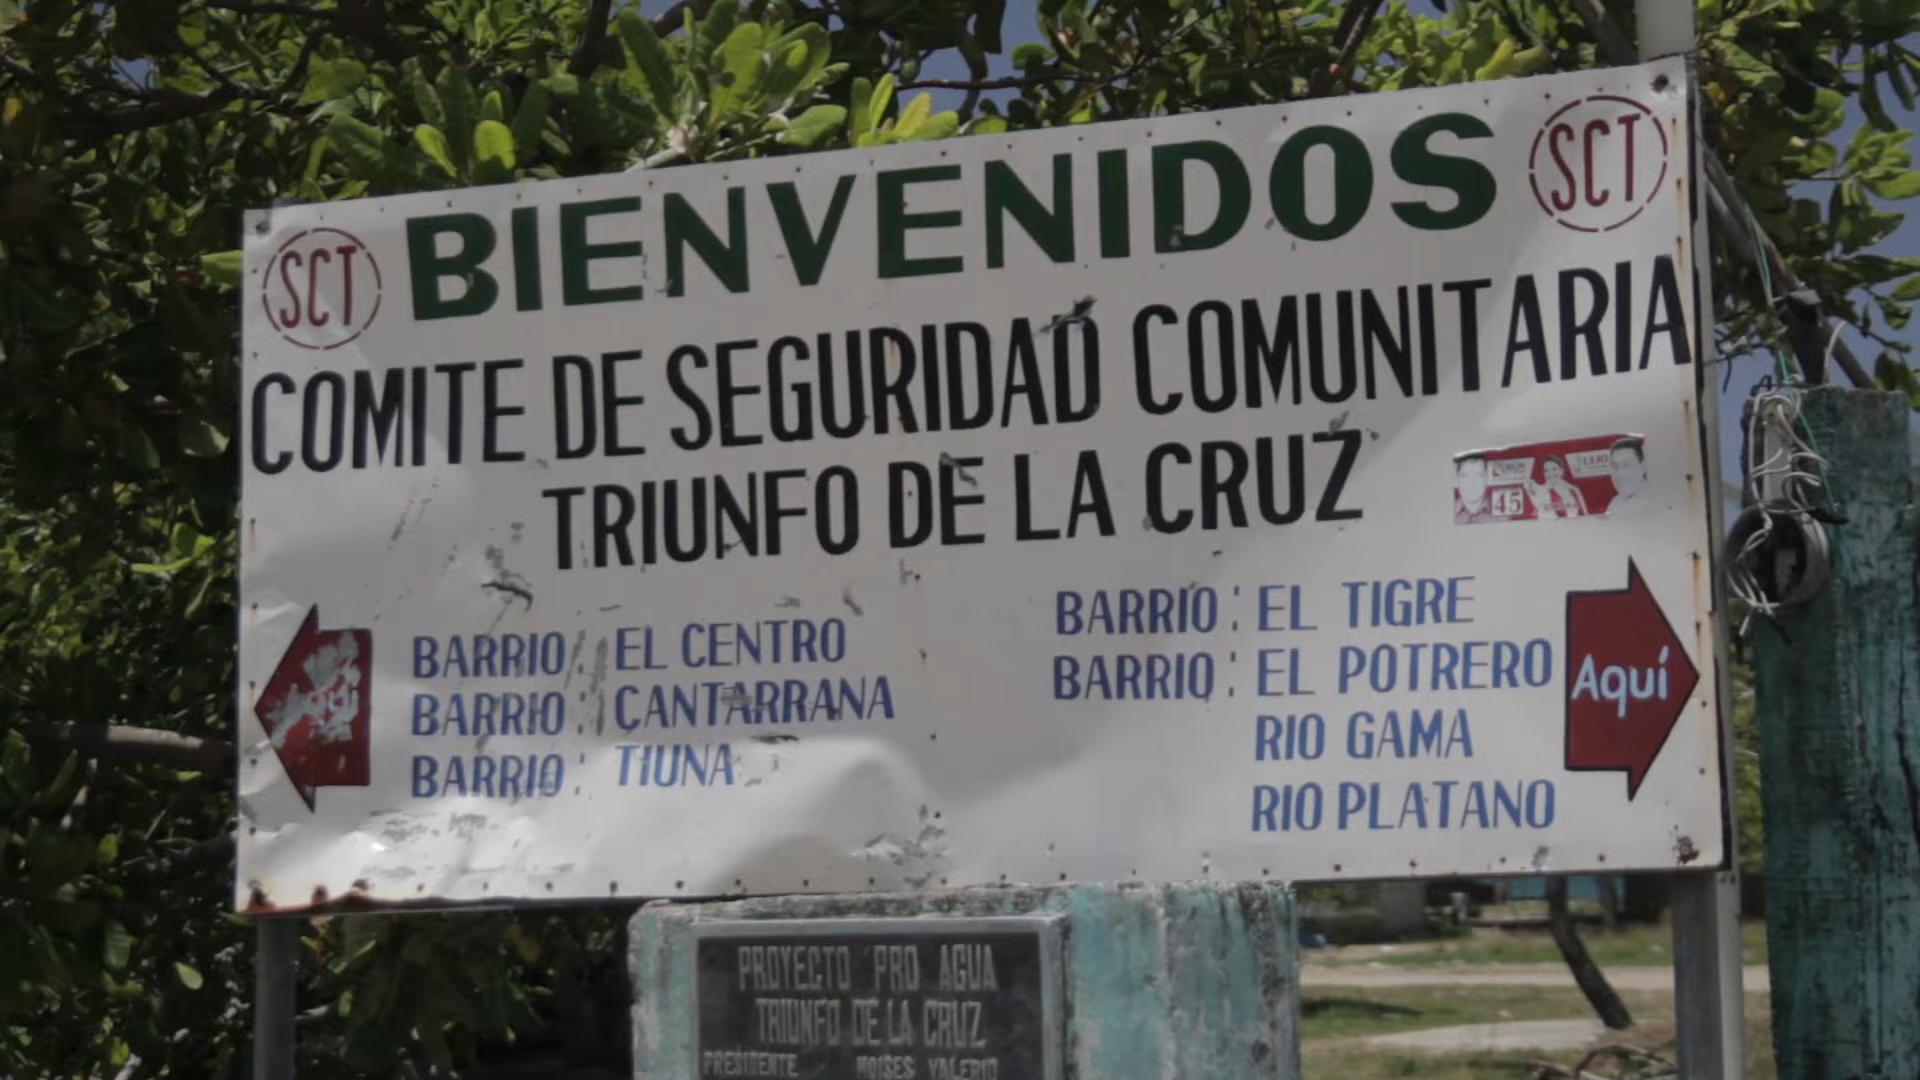 BIENVENIDOS
SCT
SCT
COMITE DE SEGURIDAD COMUNITARIA
TRIUNFO DE LA CRUZ
45
BARRIO: EL CENTRO
BARRIO: CANTARRANA
BARRIO: TIUNA
BARRIO: EL TIGRE
BARRIO: EL POTRERO
RIO GAMA
RIO PLATANO
Aquí
PROYECTO PRO AGUA
TRIUNFO DE LA CRUZ
PRESIDENTE MOISES VALERIO